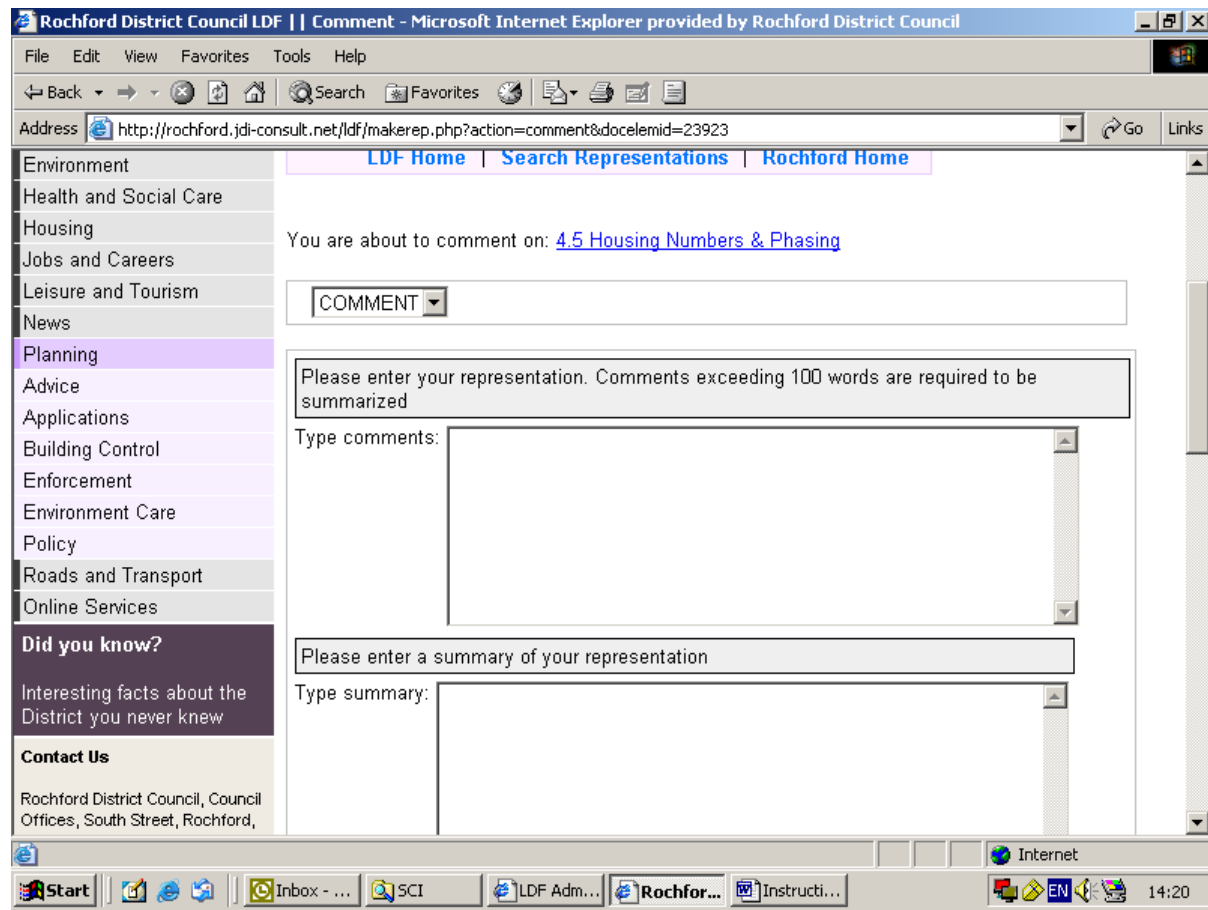 Rochford District Council LDF || Comment - Microsoft Internet Explorer provided by Rochford District Council
File Edit View Favorites Tools Help
Back Search Favorites
Address http://rochford.jdi-consult.net/ldf/makerep.php?action=comment&docelemid=23923 Go Links
LDF Home | Search Representations | Rochford Home
Environment
Health and Social Care
Housing
Jobs and Careers
Leisure and Tourism
News
Planning
Advice
Applications
Building Control
Enforcement
Environment Care
Policy
Roads and Transport
Online Services
Did you know?
Interesting facts about the
District you never knew
Contact Us
Rochford District Council, Council
Offices, South Street, Rochford,
You are about to comment on: 4.5 Housing Numbers & Phasing
COMMENT
Please enter your representation. Comments exceeding 100 words are required to be
summarized
Type comments:
Please enter a summary of your representation
Type summary:
Internet
Start Inbox - ... SCI LDF Adm... Rochfor... Instructi... EN 14:20